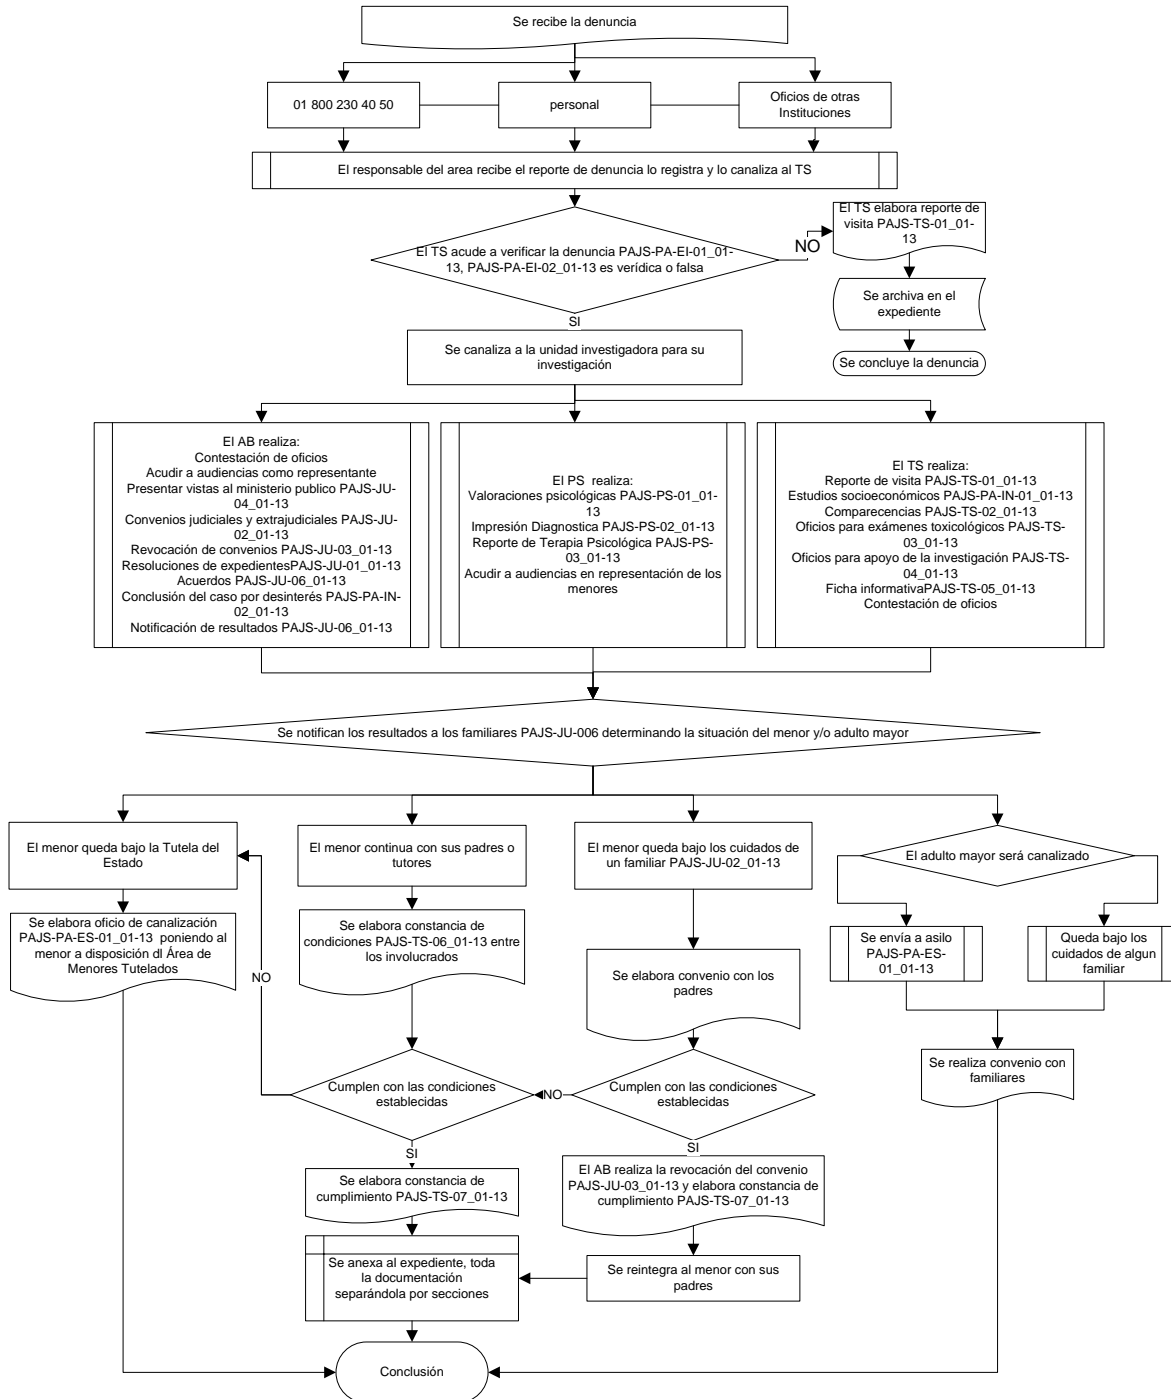 Se recibe la denuncia
01 800 230 40 50
personal
Oficios de otras
Instituciones
El responsable del area recibe el reporte de denuncia lo registra y lo canaliza al TS
El TS elabora reporte de
visita PAJS-TS-01_01-
13
El TS acude a verificar la denuncia PAJS-PA-EI-01_01-
13, PAJS-PA-EI-02_01-13 es verídica o falsa
NO
Se archiva en el
expediente
SI
Se concluye la denuncia
Se canaliza a la unidad investigadora para su
investigación
El AB realiza:
Contestación de oficios
Acudir a audiencias como representante
Presentar vistas al ministerio publico PAJS-JU-
04_01-13
Convenios judiciales y extrajudiciales PAJS-JU-
02_01-13
Revocación de convenios PAJS-JU-03_01-13
Resoluciones de expedientesPAJS-JU-01_01-13
Acuerdos PAJS-JU-06_01-13
Conclusión del caso por desinterés PAJS-PA-IN-
02_01-13
Notificación de resultados PAJS-JU-06_01-13
El PS  realiza:
Valoraciones psicológicas PAJS-PS-01_01-
13
Impresión Diagnostica PAJS-PS-02_01-13
Reporte de Terapia Psicológica PAJS-PS-
03_01-13
Acudir a audiencias en representación de los
menores
El TS realiza:
Reporte de visita PAJS-TS-01_01-13
Estudios socioeconómicos PAJS-PA-IN-01_01-13
Comparecencias PAJS-TS-02_01-13
Oficios para exámenes toxicológicos PAJS-TS-
03_01-13
Oficios para apoyo de la investigación PAJS-TS-
04_01-13
Ficha informativaPAJS-TS-05_01-13
Contestación de oficios
Se notifican los resultados a los familiares PAJS-JU-006 determinando la situación del menor y/o adulto mayor
El menor queda bajo la Tutela del
Estado
El menor continua con sus padres o
tutores
El menor queda bajo los cuidados de
un familiar PAJS-JU-02_01-13
El adulto mayor será canalizado
Se elabora oficio de canalización
PAJS-PA-ES-01_01-13  poniendo al
menor a disposición dl Área de
Menores Tutelados
Se elabora constancia de
condiciones PAJS-TS-06_01-13 entre
los involucrados
Se envía a asilo
PAJS-PA-ES-
01_01-13
Queda bajo los
cuidados de algun
familiar
NO
Se elabora convenio con los
padres
Se realiza convenio con
familiares
Cumplen con las condiciones
establecidas
NO
Cumplen con las condiciones
establecidas
SI
SI
Se elabora constancia de
cumplimiento PAJS-TS-07_01-13
El AB realiza la revocación del convenio
PAJS-JU-03_01-13 y elabora constancia de
cumplimiento PAJS-TS-07_01-13
Se anexa al expediente, toda
la documentación
separándola por secciones
Se reintegra al menor con sus
padres
Conclusión